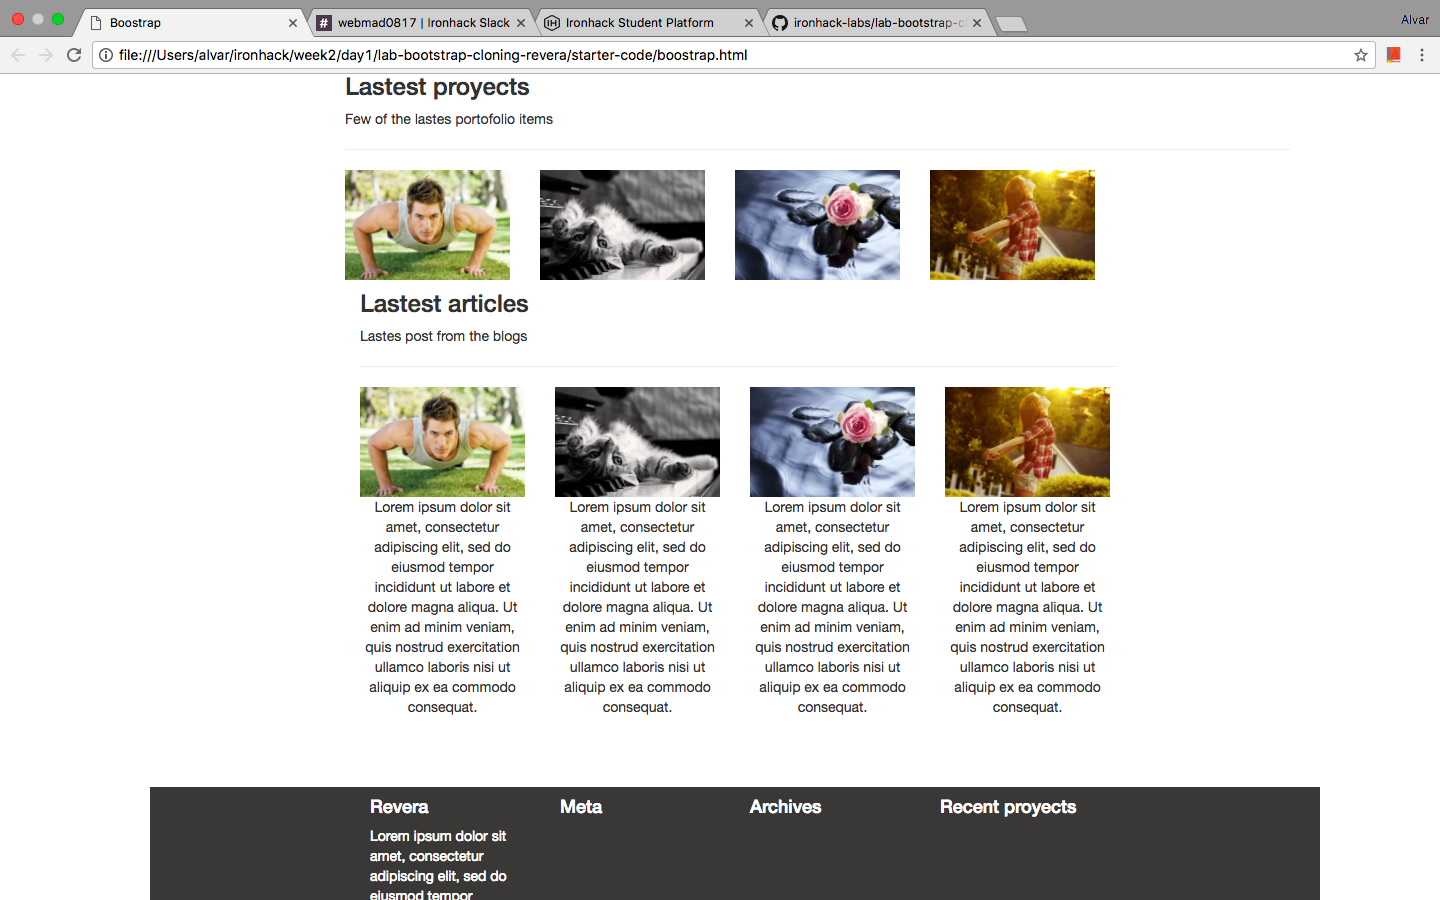 Boostrap
webmad0817 | Ironhack Slack
Ironhack Student Platform
ironhack-labs/lab-bootstrap-c
Alvar
file:///Users/alvar/ironhack/week2/day1/lab-bootstrap-cloning-revera/starter-code/boostrap.html
Lastest proyects
Few of the lastes portofolio items
Lastest articles
Lastes post from the blogs
Lorem ipsum dolor sit
amet, consectetur
adipiscing elit, sed do
eiusmod tempor
incididunt ut labore et
dolore magna aliqua. Ut
enim ad minim veniam,
quis nostrud exercitation
ullamco laboris nisi ut
aliquip ex ea commodo
consequat.
Lorem ipsum dolor sit
amet, consectetur
adipiscing elit, sed do
eiusmod tempor
incididunt ut labore et
dolore magna aliqua. Ut
enim ad minim veniam,
quis nostrud exercitation
ullamco laboris nisi ut
aliquip ex ea commodo
consequat.
Lorem ipsum dolor sit
amet, consectetur
adipiscing elit, sed do
eiusmod tempor
incididunt ut labore et
dolore magna aliqua. Ut
enim ad minim veniam,
quis nostrud exercitation
ullamco laboris nisi ut
aliquip ex ea commodo
consequat.
Lorem ipsum dolor sit
amet, consectetur
adipiscing elit, sed do
eiusmod tempor
incididunt ut labore et
dolore magna aliqua. Ut
enim ad minim veniam,
quis nostrud exercitation
ullamco laboris nisi ut
aliquip ex ea commodo
consequat.
Revera
Lorem ipsum dolor sit
amet, consectetur
adipiscing elit, sed do
eiusmod tempor
Meta
Archives
Recent proyects